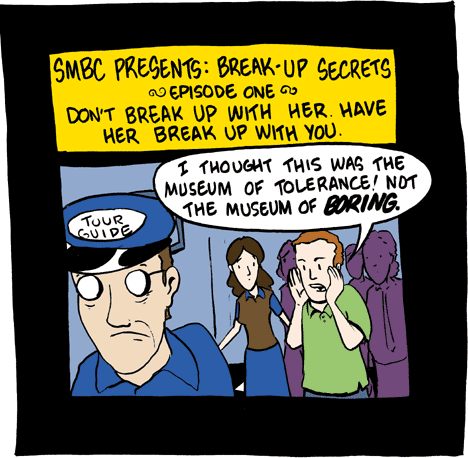 SMBC PRESENTS: BREAK-UP SECRETS
~EPISODE ONE~
DON'T BREAK UP WITH HER. HAVE
HER BREAK UP WITH YOU.
I THOUGHT THIS WAS THE
MUSEUM OF TOLERANCE! NOT
THE MUSEUM OF BORING.
TOUR
GUIDE